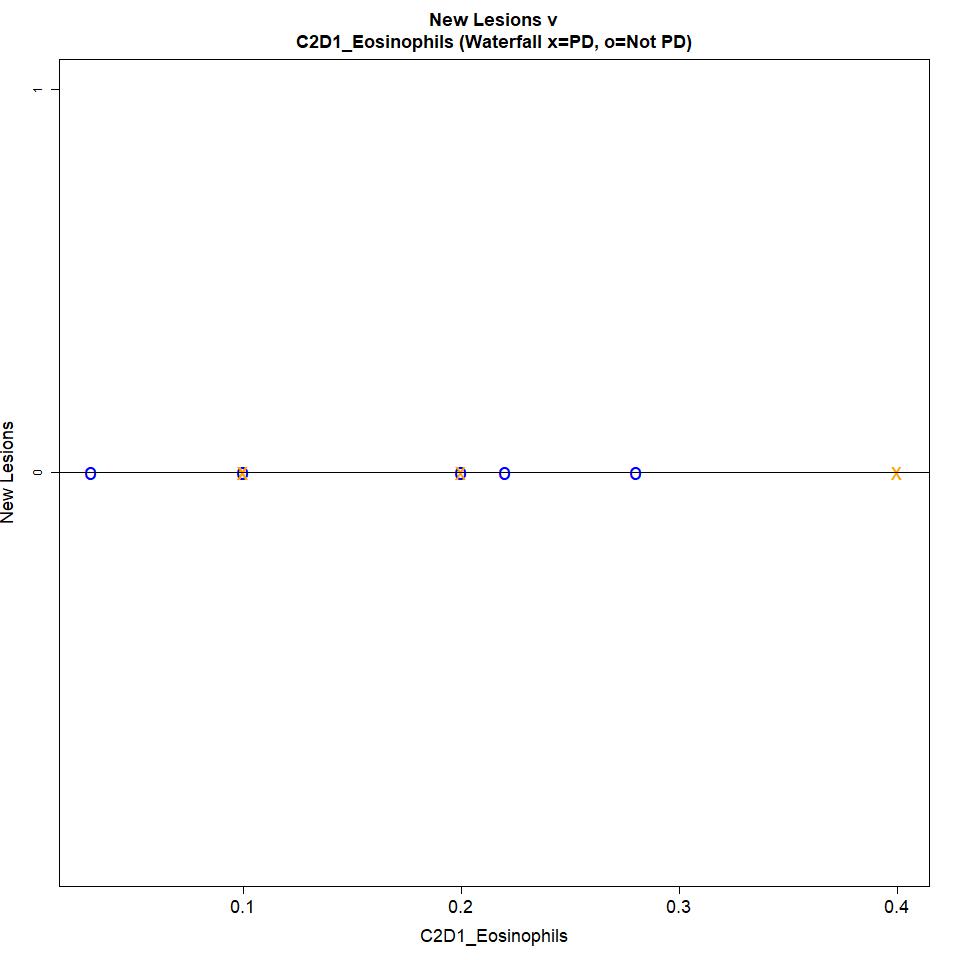 New Lesions v
C2D1_Eosinophils (Waterfall x=PD, o=Not PD)
1
New Lesions
0
o
x
o
x
o
o
o
x
0.1
0.2
0.3
0.4
C2D1_Eosinophils